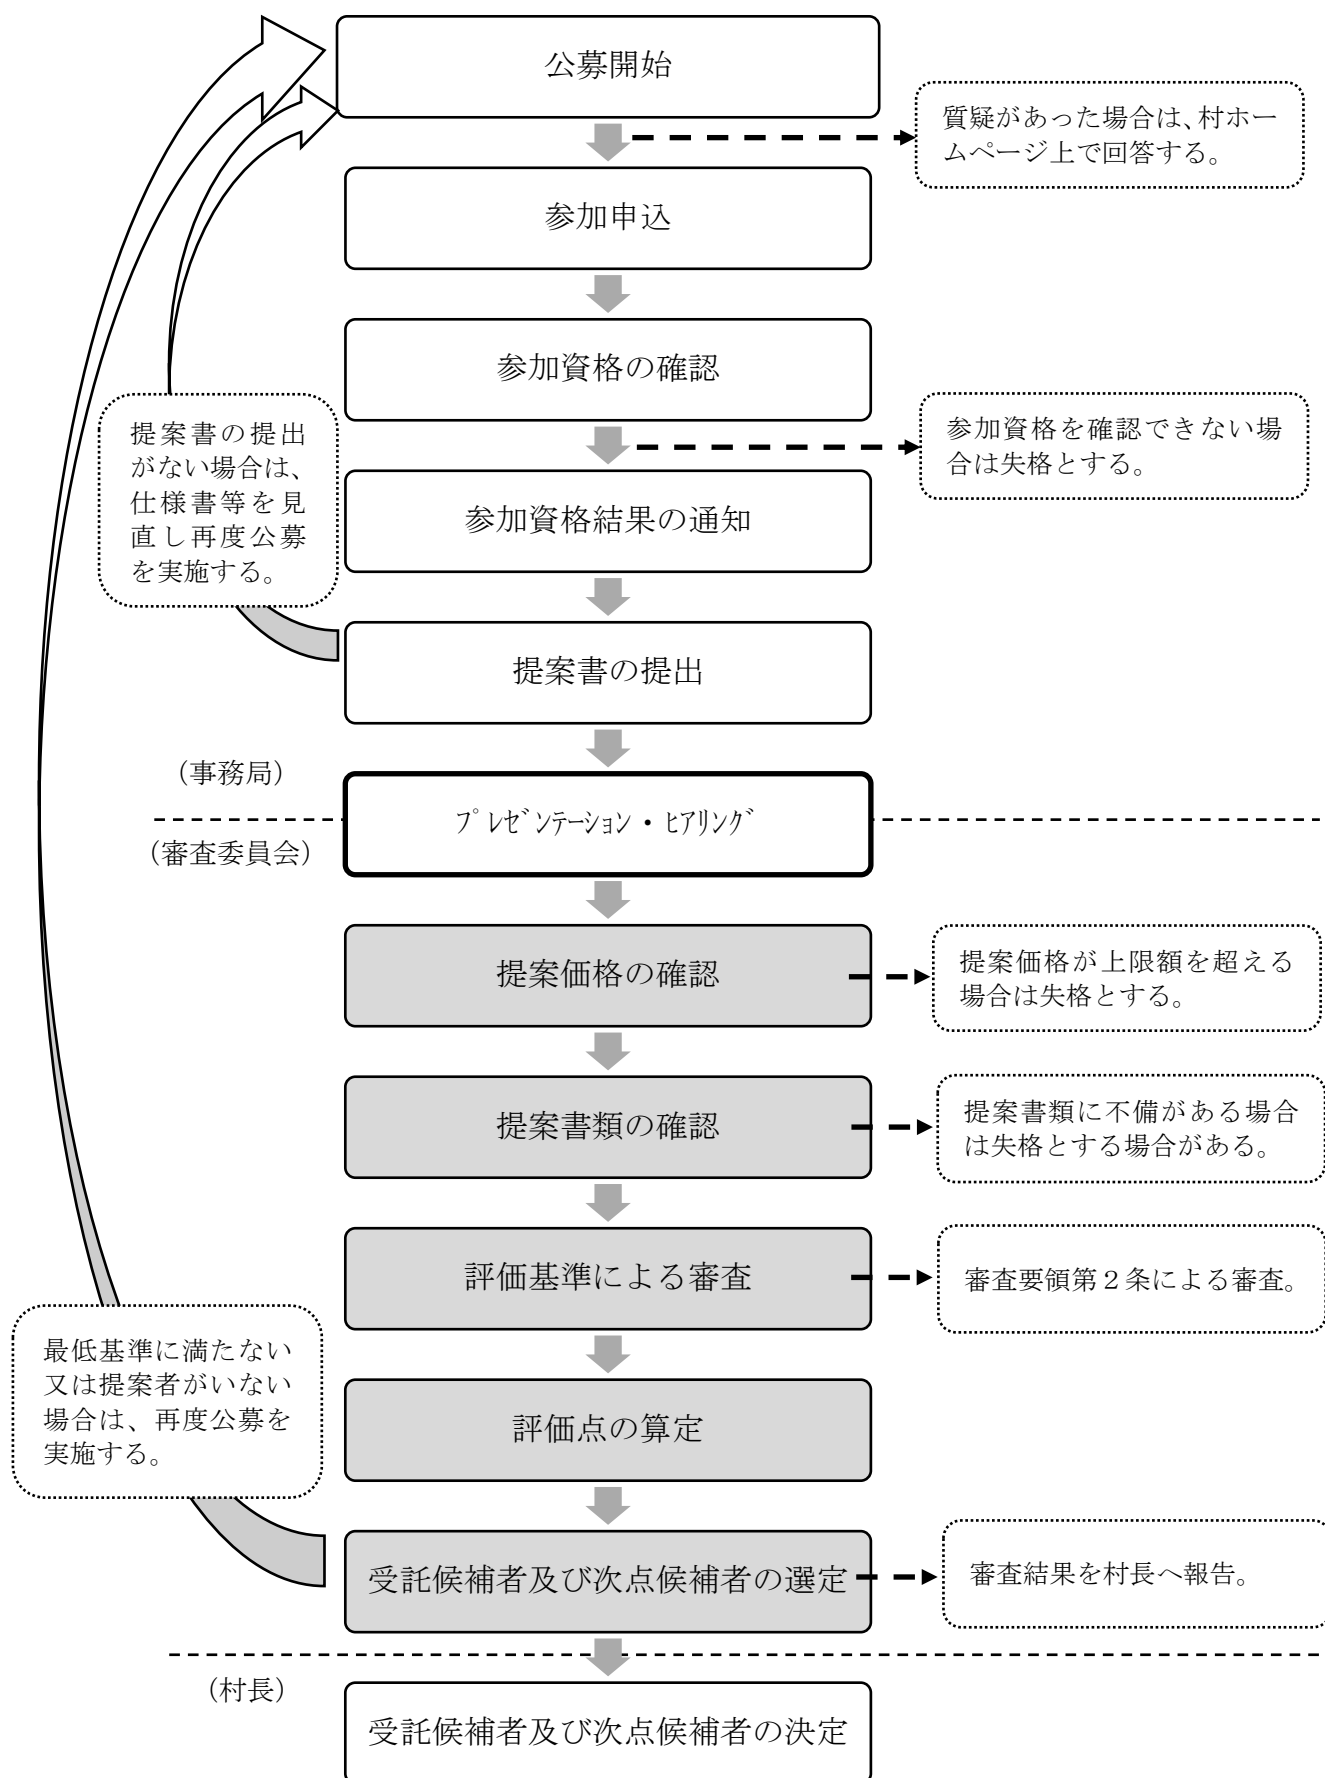 公募開始
質疑があった場合は、村ホー
ムページ上で回答する。
参加申込
参加資格の確認
参加資格を確認できない場
合は失格とする。
提案書の提出
がない場合は、
仕様書等を見
直し再度公募
を実施する。
参加資格結果の通知
提案書の提出
（事務局）
ﾌﾟﾚｾﾞﾝﾃｰｼｮﾝ・ﾋｱﾘﾝｸﾞ
（審査委員会）
提案価格の確認
提案価格が上限額を超える
場合は失格とする。
提案書類の確認
提案書類に不備がある場合
は失格とする場合がある。
評価基準による審査
審査要領第２条による審査。
最低基準に満たない
又は提案者がいない
場合は、再度公募を
実施する。
評価点の算定
受託候補者及び次点候補者の選定
審査結果を村長へ報告。
（村長）
受託候補者及び次点候補者の決定